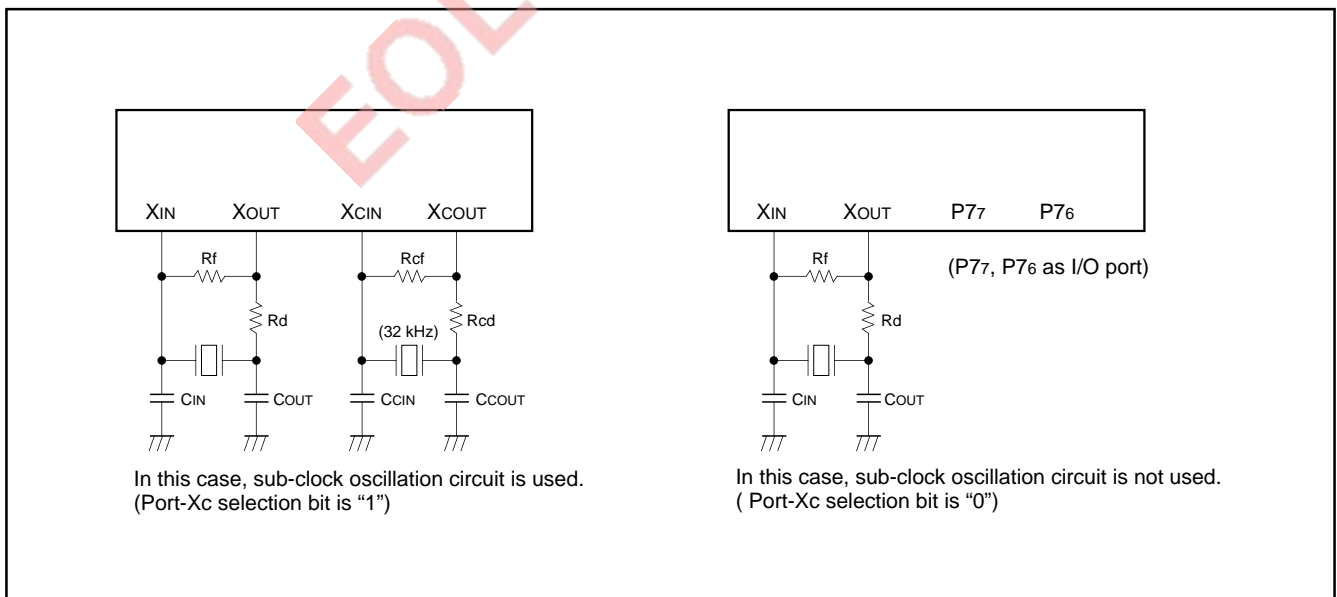 EOL
XIN XOUT XCIN XCOUT
Rf Rcf
Rd (32 kHz) Rcd
CIN COUT CCIN CCOUT
In this case, sub-clock oscillation circuit is used.
(Port-Xc selection bit is “1”)
XIN XOUT P77 P76
Rf (P77, P76 as I/O port)
Rd
CIN COUT
In this case, sub-clock oscillation circuit is not used.
( Port-Xc selection bit is “0”)